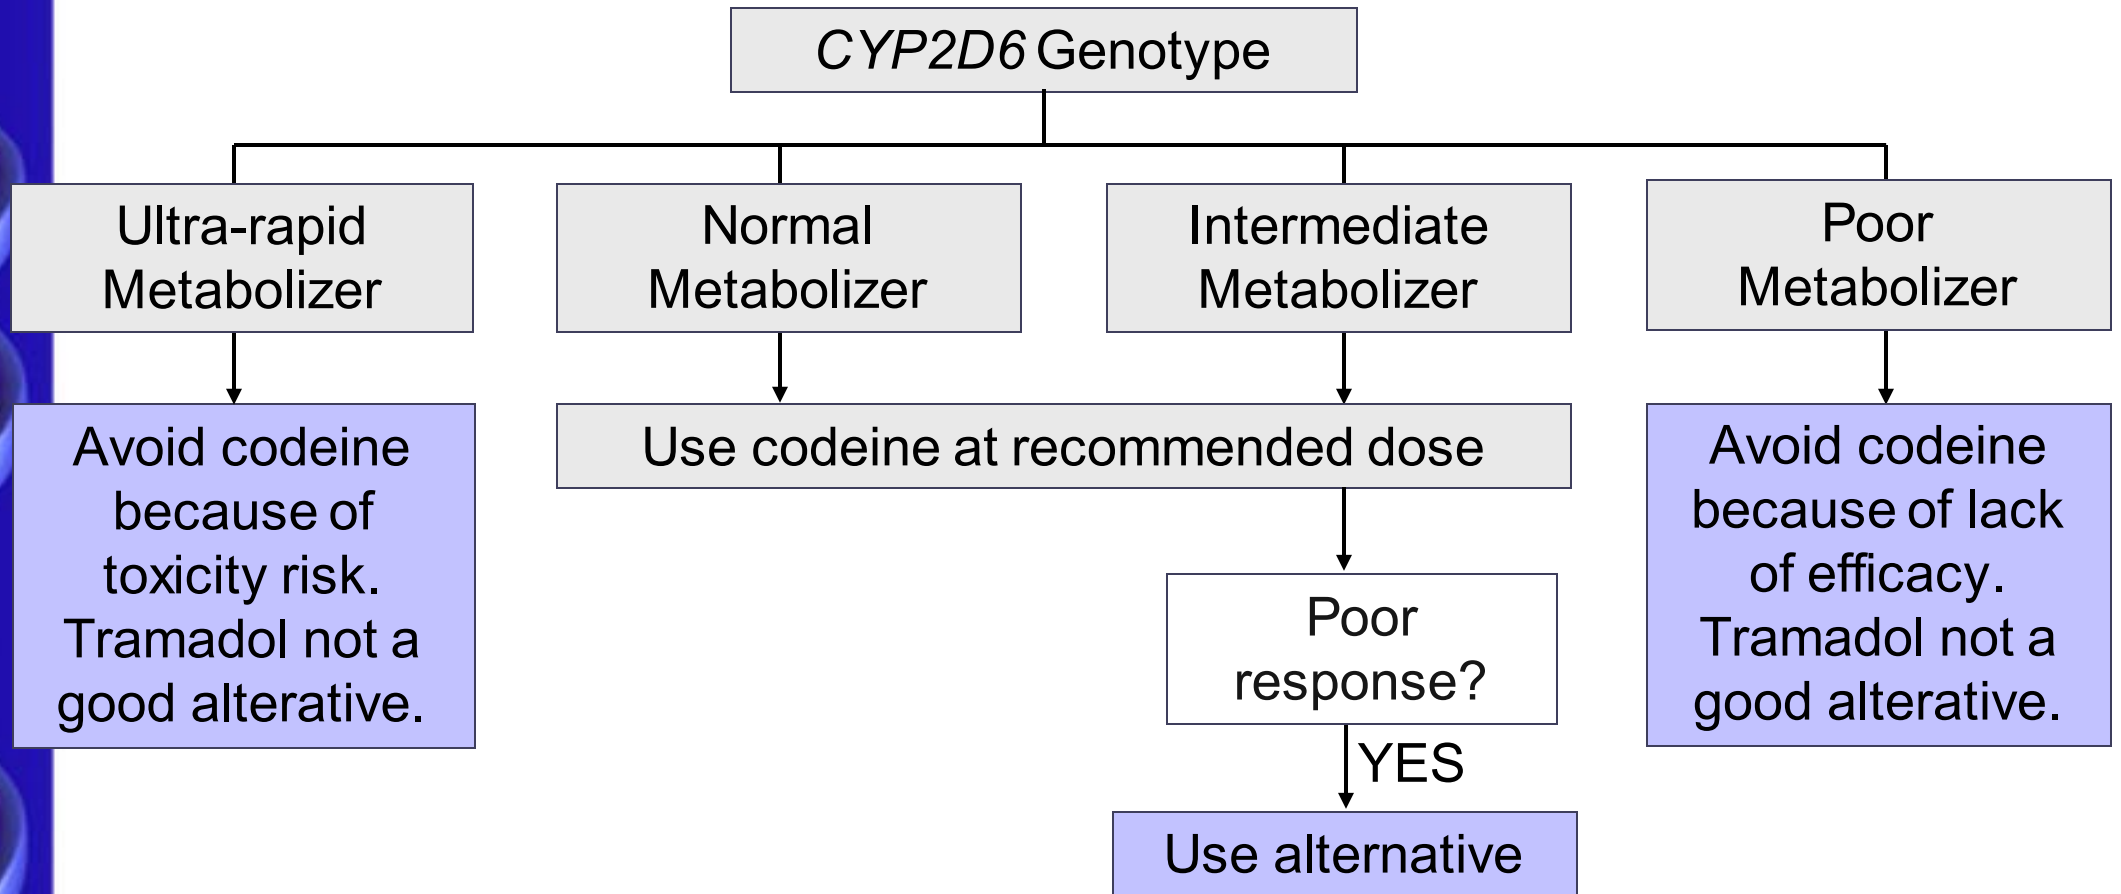 CYP2D6 Genotype
Ultra-rapid
Metabolizer
Normal
Metabolizer
Intermediate
Metabolizer
Poor
Metabolizer
Avoid codeine
because of
toxicity risk.
Tramadol not a
good alterative.
Use codeine at recommended dose
Poor
response?
YES
Use alternative
Avoid codeine
because of lack
of efficacy.
Tramadol not a
good alterative.